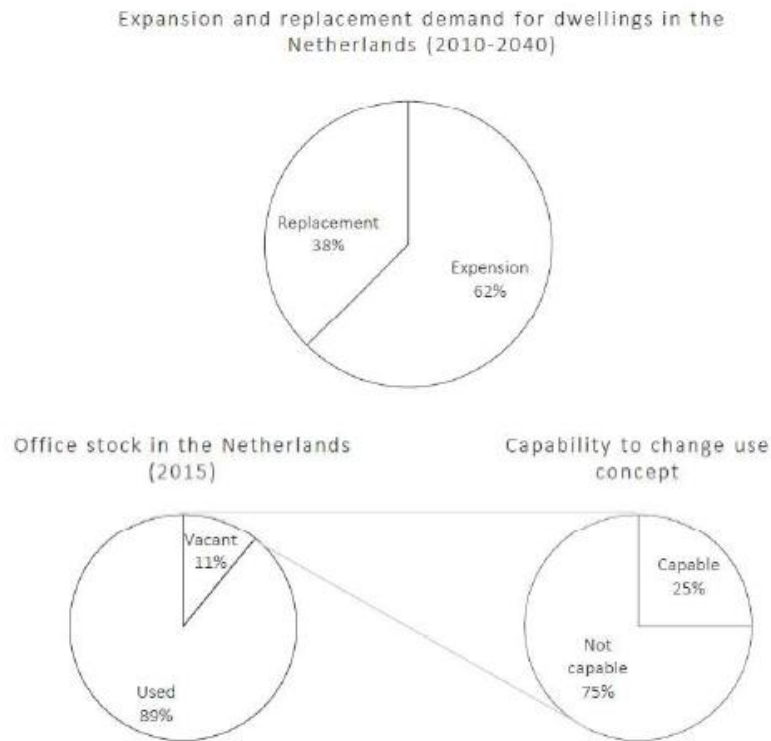 Expansion and replacement demand for dwellings in the
Netherlands (2010-2040)
Replacement
38%
Expension
62%
Office stock in the Netherlands
(2015)
Vacant
11%
Used
89%
Capability to change use
concept
Capable
25%
Not
capable
75%